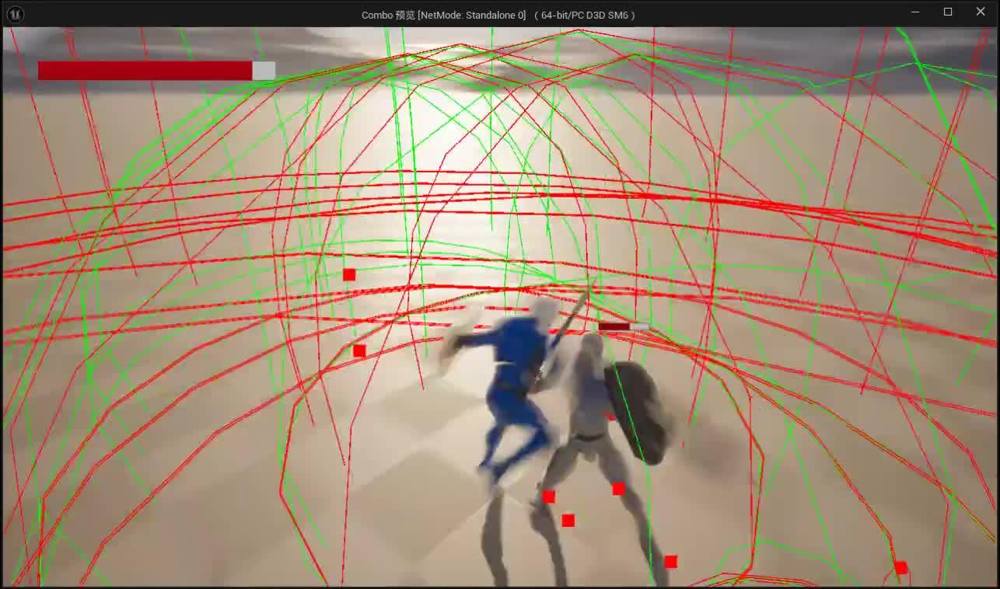 Combo 预览 [NetMode: Standalone 0]  ( 64-bit/PC D3D SM6 )